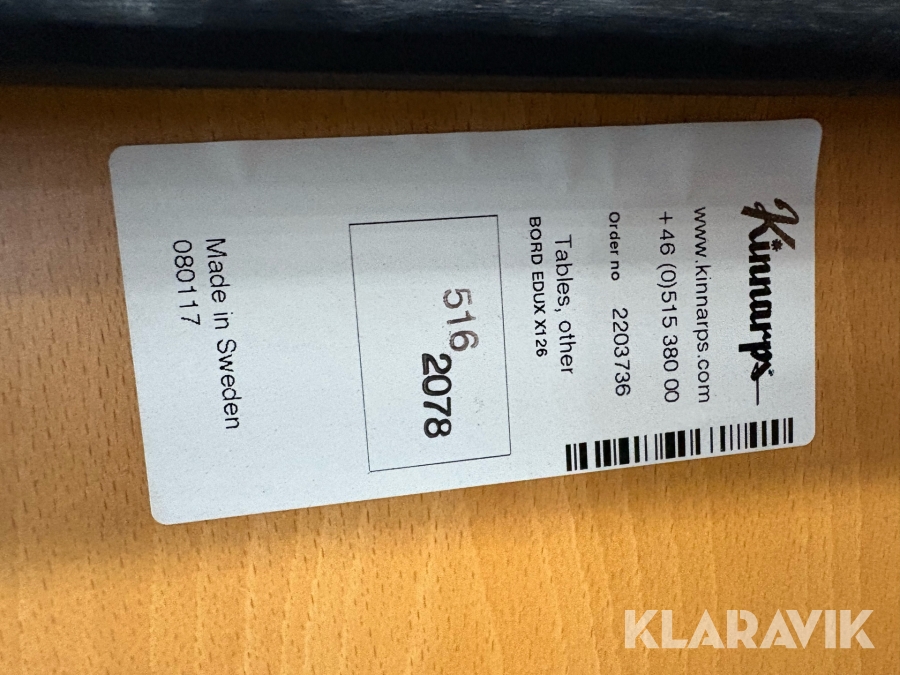 Kinnarps
www.kinnarps.com
+46 (0)515 380 00
Order no 2203736
Tables, other
BORD EDUX X126
516
2078
Made in Sweden
080117
KLARAVIK